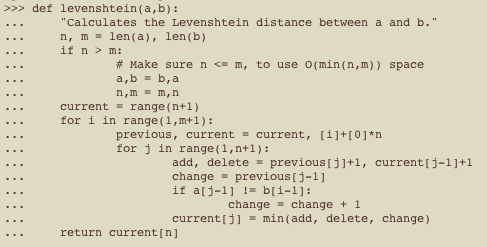 >>> def levenshtein(a,b):
...     "Calculates the Levenshtein distance between a and b."
...     n, m = len(a), len(b)
...     if n > m:
...             # Make sure n <= m, to use O(min(n,m)) space
...             a,b = b,a
...             n,m = m,n
...     current = range(n+1)
...     for i in range(1,m+1):
...             previous, current = current, [i]+[0]*n
...             for j in range(1,n+1):
...                     add, delete = previous[j]+1, current[j-1]+1
...                     change = previous[j-1]
...                     if a[j-1] != b[i-1]:
...                             change = change + 1
...                     current[j] = min(add, delete, change)
...     return current[n]